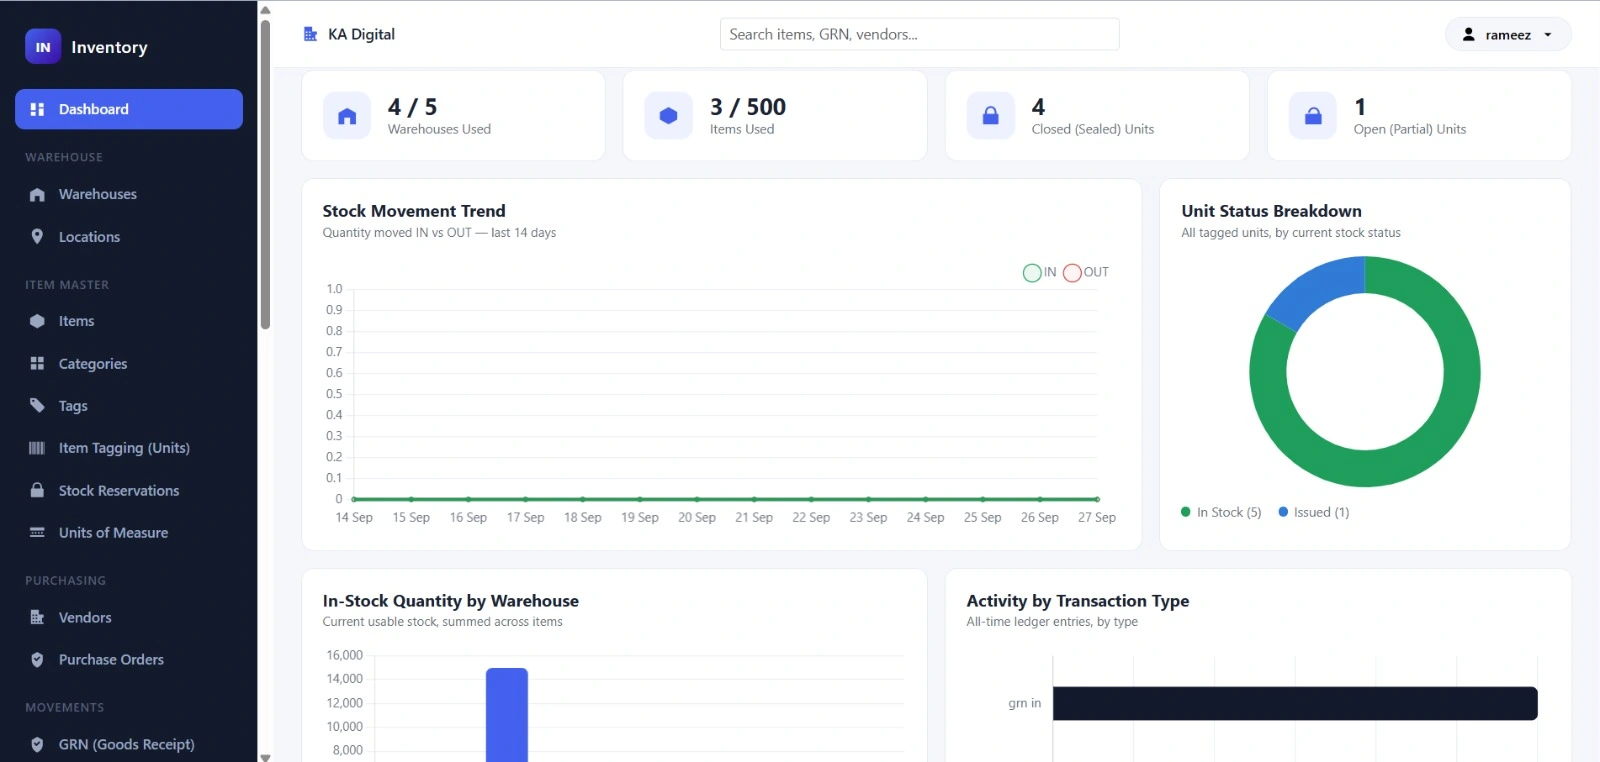 IN Inventory
Dashboard
WAREHOUSE
Warehouses
Locations
ITEM MASTER
Items
Categories
Tags
Item Tagging (Units)
Stock Reservations
Units of Measure
PURCHASING
Vendors
Purchase Orders
MOVEMENTS
GRN (Goods Receipt)
KA Digital
Search items, GRN, vendors...
rameez
4 / 5
Warehouses Used
3 / 500
Items Used
4
Closed (Sealed) Units
1
Open (Partial) Units
Stock Movement Trend
Quantity moved IN vs OUT — last 14 days
IN OUT
1.0
0.9
0.8
0.7
0.6
0.5
0.4
0.3
0.2
0.1
0
14 Sep 15 Sep 16 Sep 17 Sep 18 Sep 19 Sep 20 Sep 21 Sep 22 Sep 23 Sep 24 Sep 25 Sep 26 Sep 27 Sep
Unit Status Breakdown
All tagged units, by current stock status
In Stock (5) Issued (1)
In-Stock Quantity by Warehouse
Current usable stock, summed across items
16,000
14,000
12,000
10,000
8,000
Activity by Transaction Type
All-time ledger entries, by type
grn in